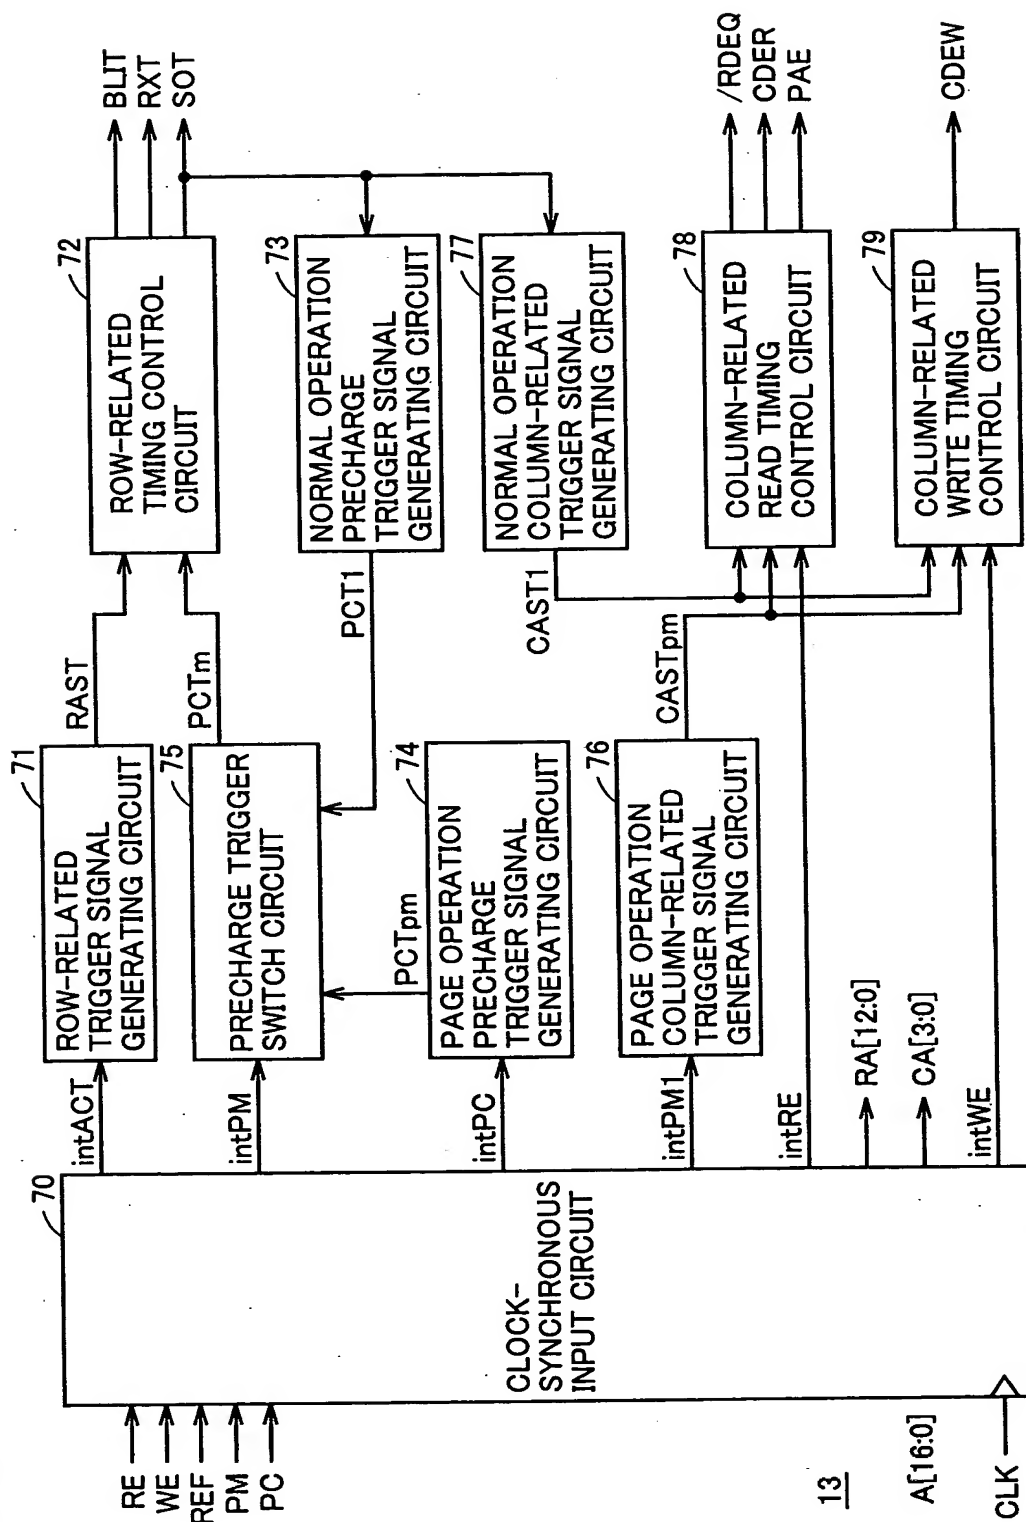 RE
WE
REF
PM
PC
13
A[16:0]
CLK
70
CLOCK-
SYNCHRONOUS
INPUT CIRCUIT
intACT
intPM
intPC
intPM1
intRE
RA[12:0]
CA[3:0]
intWE
71
ROW-RELATED
TRIGGER SIGNAL
GENERATING CIRCUIT
RAST
75
PRECHARGE TRIGGER
SWITCH CIRCUIT
PCTm
PCTpm
PCT1
74
PAGE OPERATION
PRECHARGE
TRIGGER SIGNAL
GENERATING CIRCUIT
76
PAGE OPERATION
COLUMN-RELATED
TRIGGER SIGNAL
GENERATING CIRCUIT
CASTpm
CAST1
72
ROW-RELATED
TIMING CONTROL
CIRCUIT
BLIT
RXT
SOT
73
NORMAL OPERATION
PRECHARGE
TRIGGER SIGNAL
GENERATING CIRCUIT
77
NORMAL OPERATION
COLUMN-RELATED
TRIGGER SIGNAL
GENERATING CIRCUIT
78
COLUMN-RELATED
READ TIMING
CONTROL CIRCUIT
/RDEQ
CDER
PAE
79
COLUMN-RELATED
WRITE TIMING
CONTROL CIRCUIT
CDEW